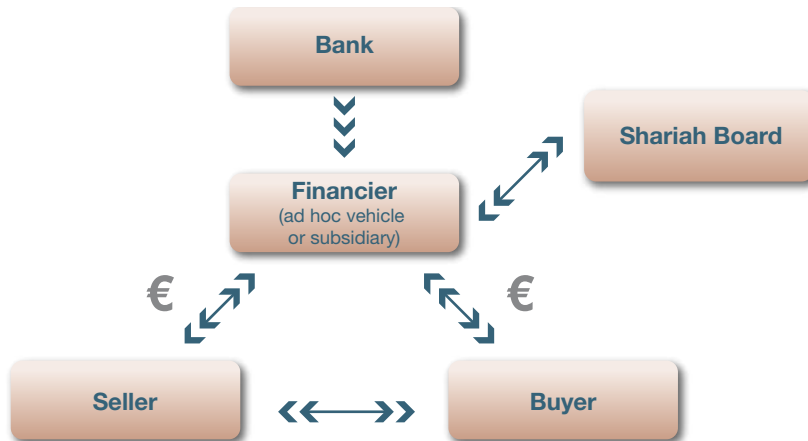 Bank
Shariah Board
Financier
(ad hoc vehicle
or subsidiary)
€
€
Seller
Buyer